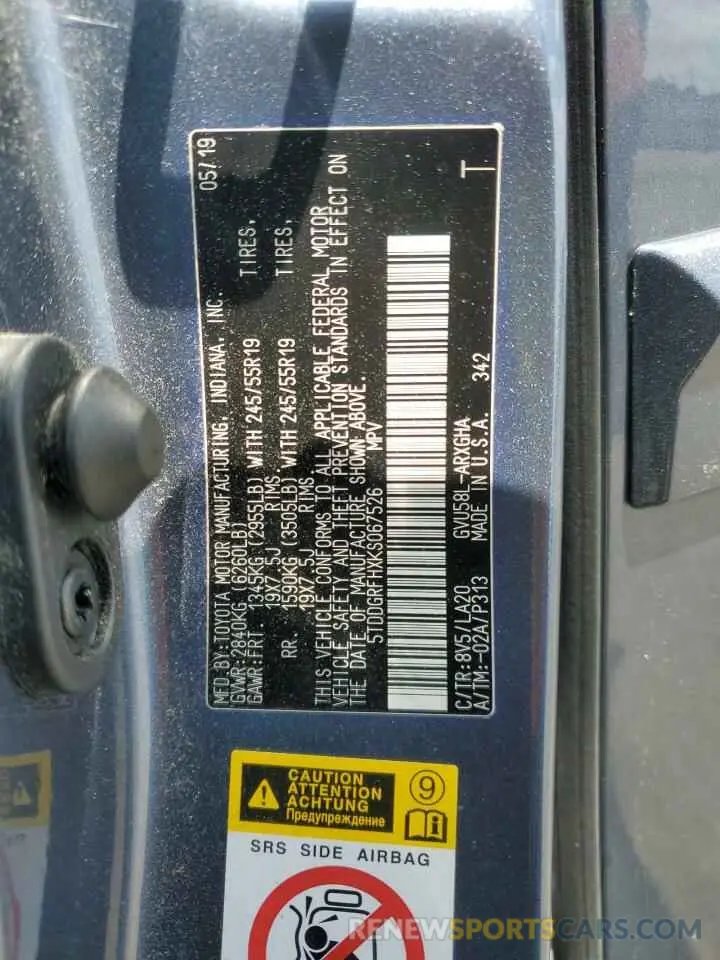 MFD.BY:TOYOTA MOTOR MANUFACTURING, INDIANA, INC. 05/19
GVWR:2840KG (6260LB)
GAWR:FRT. 1345KG (2955LB) WITH 245/55R19 TIRES,
19X7.5J RIMS
RR. 1590KG (3505LB) WITH 245/55R19 TIRES,
19X7.5J RIMS
THIS VEHICLE CONFORMS TO ALL APPLICABLE FEDERAL MOTOR
VEHICLE SAFETY AND THEFT PREVENTION STANDARDS IN EFFECT ON
THE DATE OF MANUFACTURE SHOWN ABOVE.
5TDDGRFHXKS067526 MPV
C/TR:8V5/LA20 GVU58L-ARXGHA T
A/TM:-02A/P313 MADE IN U.S.A. 342
CAUTION
ATTENTION
ACHTUNG
Предупреждение
9
SRS SIDE AIRBAG
RENEWSPORTSCARS.COM